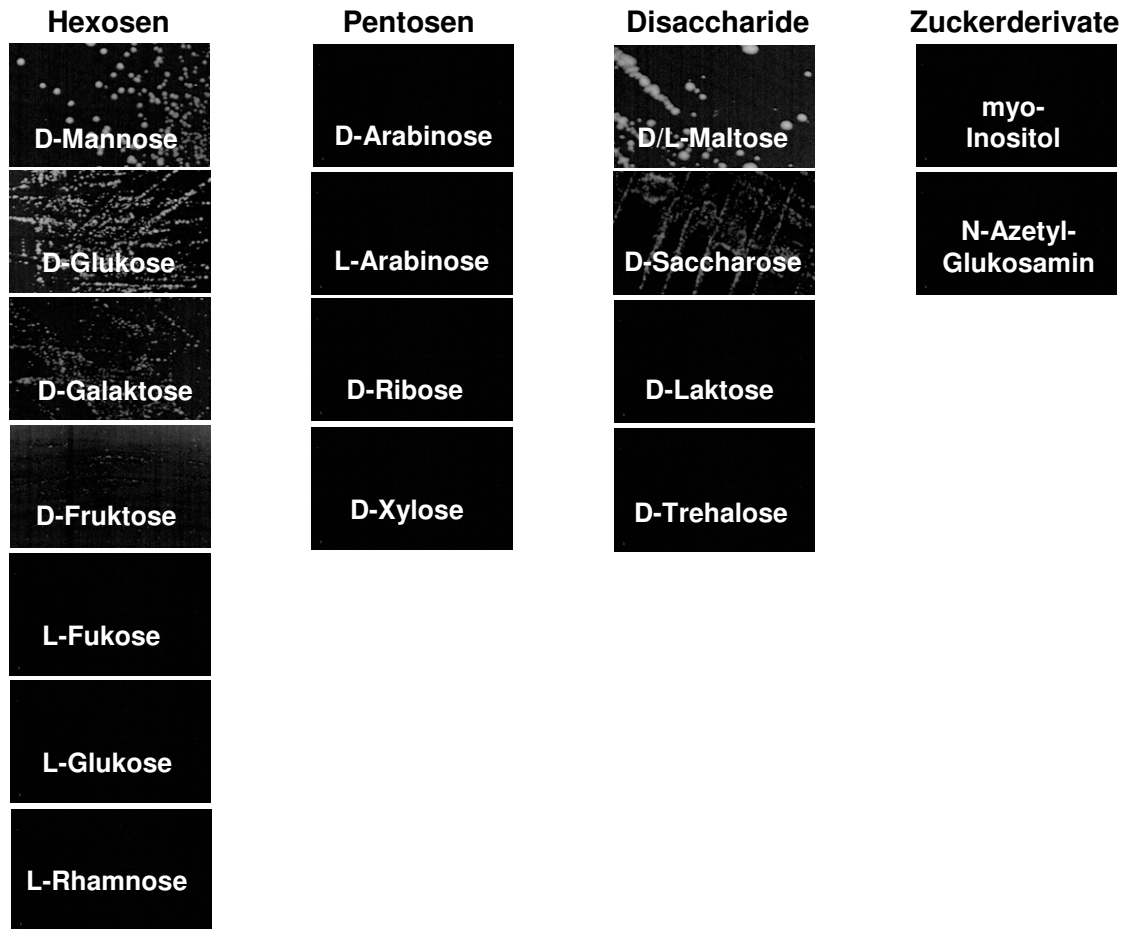 Hexosen
D-Mannose
D-Glukose
D-Galaktose
D-Fruktose
L-Fukose
L-Glukose
L-Rhamnose
Pentosen
D-Arabinose
L-Arabinose
D-Ribose
D-Xylose
Disaccharide
D/L-Maltose
D-Saccharose
D-Laktose
D-Trehalose
Zuckerderivate
myo-
Inositol
N-Azetyl-
Glukosamin